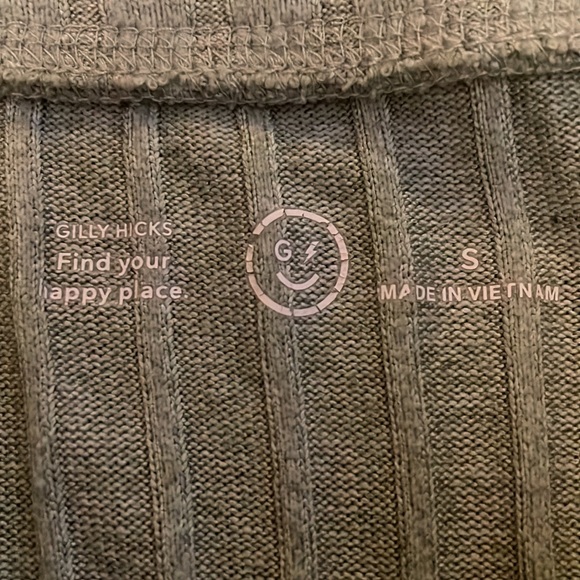 GILLY HICKS
Find your
happy place.
G
S
MADE IN VIETNAM